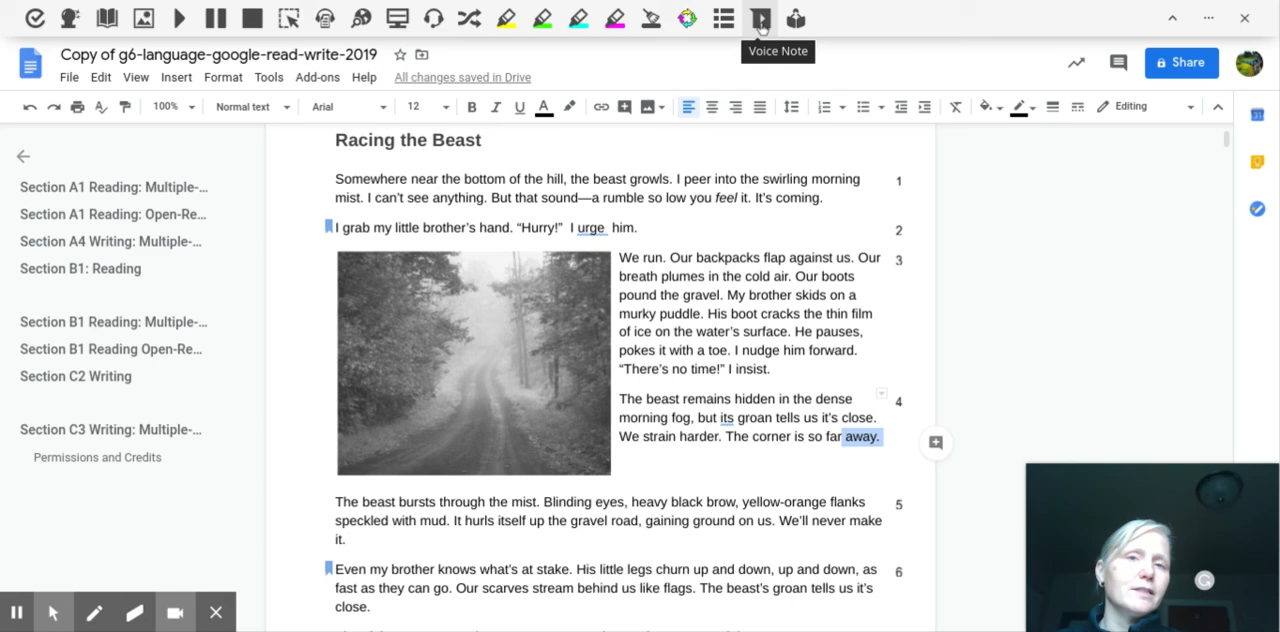 Voice Note
Copy of g6-language-google-read-write-2019
File Edit View Insert Format Tools Add-ons Help All changes saved in Drive
Share
100% Normal text Arial 12 B I U A Editing
Section A1 Reading: Multiple-...
Section A1 Reading: Open-Re...
Section A4 Writing: Multiple-...
Section B1: Reading
Section B1 Reading: Multiple-...
Section B1 Reading Open-Re...
Section C2 Writing
Section C3 Writing: Multiple-...
Permissions and Credits
Racing the Beast
Somewhere near the bottom of the hill, the beast growls. I peer into the swirling morning
mist. I can’t see anything. But that sound—a rumble so low you feel it. It’s coming.
1
I grab my little brother’s hand. “Hurry!” I urge him.
2
We run. Our backpacks flap against us. Our
breath plumes in the cold air. Our boots
pound the gravel. My brother skids on a
murky puddle. His boot cracks the thin film
of ice on the water’s surface. He pauses,
pokes it with a toe. I nudge him forward.
“There’s no time!” I insist.
3
The beast remains hidden in the dense
morning fog, but its groan tells us it’s close.
We strain harder. The corner is so far away.
4
The beast bursts through the mist. Blinding eyes, heavy black brow, yellow-orange flanks
speckled with mud. It hurls itself up the gravel road, gaining ground on us. We’ll never make
it.
5
Even my brother knows what’s at stake. His little legs churn up and down, up and down, as
fast as they can go. Our scarves stream behind us like flags. The beast’s groan tells us it’s
close.
6